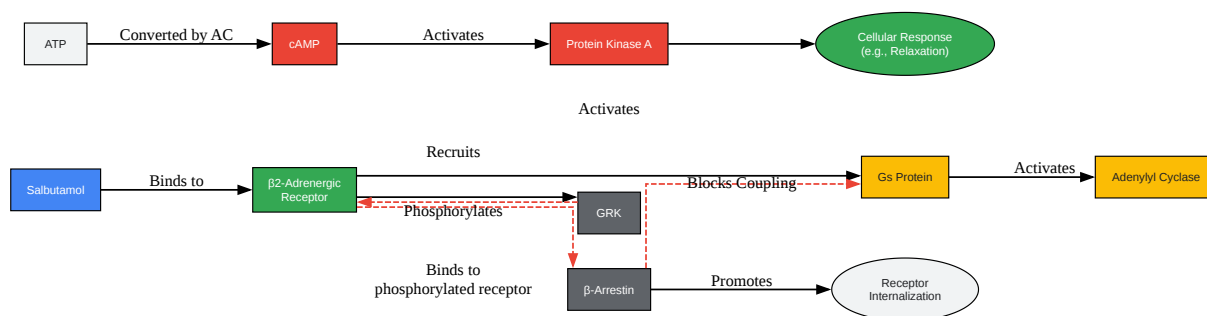 ATP
Converted by AC
cAMP
Activates
Protein Kinase A
Cellular Response
(e.g., Relaxation)
Activates
Recruits
Salbutamol
Binds to
β2-Adrenergic
Receptor
Blocks Coupling
Gs Protein
Activates
Adenylyl Cyclase
Phosphorylates
GRK
Binds to
phosphorylated receptor
β-Arrestin
Promotes
Receptor
Internalization